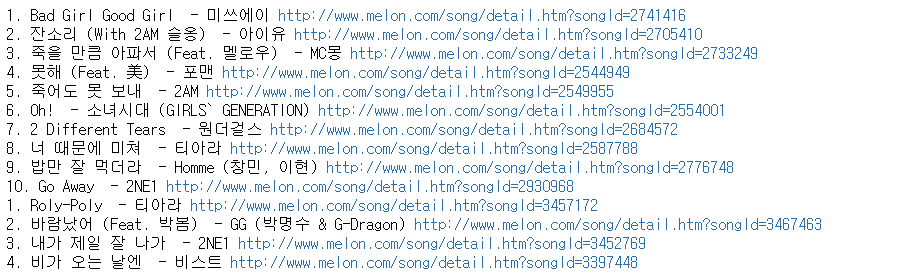 1. Bad Girl Good Girl - 미쓰에이 http://www.melon.com/song/detail.htm?songId=2741416
2. 잔소리 (With 2AM 슬옹) - 아이유 http://www.melon.com/song/detail.htm?songId=2705410
3. 죽을 만큼 아파서 (Feat. 멜로우) - MC몽 http://www.melon.com/song/detail.htm?songId=2733249
4. 못해 (Feat. 美) - 포맨 http://www.melon.com/song/detail.htm?songId=2544949
5. 죽어도 못 보내 - 2AM http://www.melon.com/song/detail.htm?songId=2549955
6. Oh! - 소녀시대 (GIRLS` GENERATION) http://www.melon.com/song/detail.htm?songId=2554001
7. 2 Different Tears - 원더걸스 http://www.melon.com/song/detail.htm?songId=2684572
8. 너 때문에 미쳐 - 티아라 http://www.melon.com/song/detail.htm?songId=2587788
9. 밥만 잘 먹더라 - Homme (창민, 이현) http://www.melon.com/song/detail.htm?songId=2776748
10. Go Away - 2NE1 http://www.melon.com/song/detail.htm?songId=2930968
1. Roly-Poly - 티아라 http://www.melon.com/song/detail.htm?songId=3457172
2. 바람났어 (Feat. 박봄) - GG (박명수 & G-Dragon) http://www.melon.com/song/detail.htm?songId=3467463
3. 내가 제일 잘 나가 - 2NE1 http://www.melon.com/song/detail.htm?songId=3452769
4. 비가 오는 날엔 - 비스트 http://www.melon.com/song/detail.htm?songId=3397448